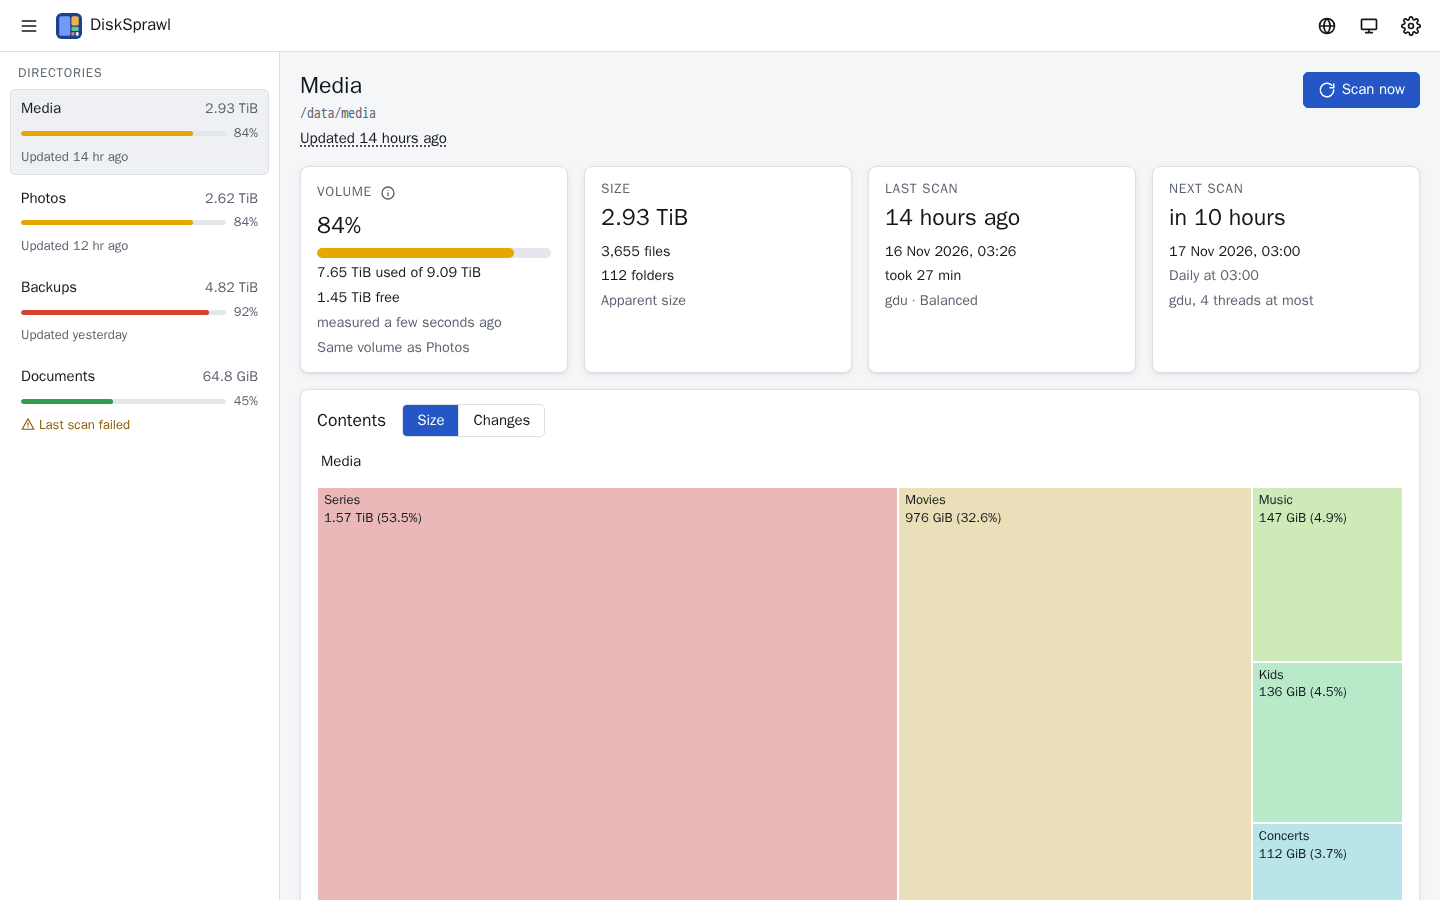 DiskSprawl
DIRECTORIES
Media 2.93 TiB
84%
Updated 14 hr ago
Photos 2.62 TiB
84%
Updated 12 hr ago
Backups 4.82 TiB
92%
Updated yesterday
Documents 64.8 GiB
45%
Last scan failed
Media
/data/media
Updated 14 hours ago
Scan now
VOLUME
84%
7.65 TiB used of 9.09 TiB
1.45 TiB free
measured a few seconds ago
Same volume as Photos
SIZE
2.93 TiB
3,655 files
112 folders
Apparent size
LAST SCAN
14 hours ago
16 Nov 2026, 03:26
took 27 min
gdu · Balanced
NEXT SCAN
in 10 hours
17 Nov 2026, 03:00
Daily at 03:00
gdu, 4 threads at most
Contents Size Changes
Media
Series
1.57 TiB (53.5%)
Movies
976 GiB (32.6%)
Music
147 GiB (4.9%)
Kids
136 GiB (4.5%)
Concerts
112 GiB (3.7%)